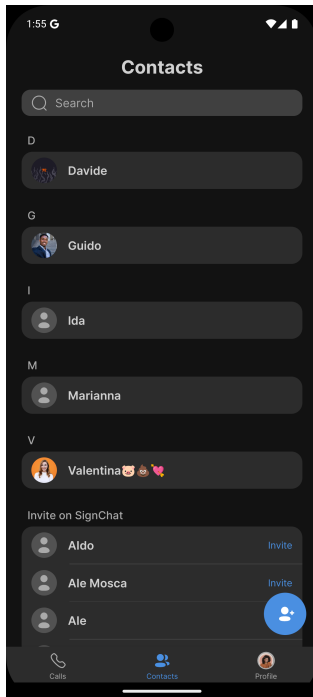 1:55 G
Contacts
Search
D
Davide
G
Guido
I
Ida
M
Marianna
V
Valentina🐷💩💘
Invite on SignChat
Aldo Invite
Ale Mosca Invite
Ale
Calls Contacts Profile